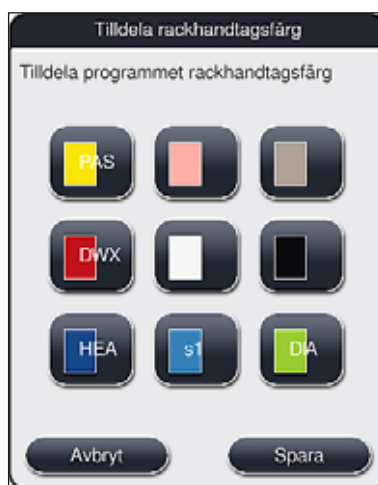 Tilldela rackhandtagsfärg
Tilldela programmet rackhandtagsfärg
PAS
DWX
HEA s1 DIA
Avbryt Spara